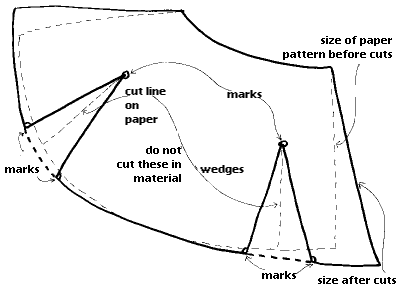 size of paper
pattern before cuts
cut line
on
paper
marks
do not
cut these in
material
wedges
marks
marks
size after cuts